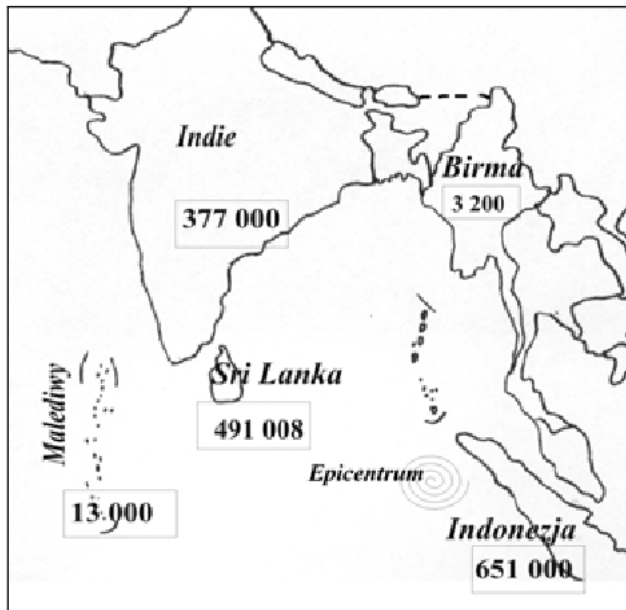 Indie
Birma
3 200
377 000
Malediwy
Sri Lanka
491 008
Epicentrum
13 000
Indonezja
651 000